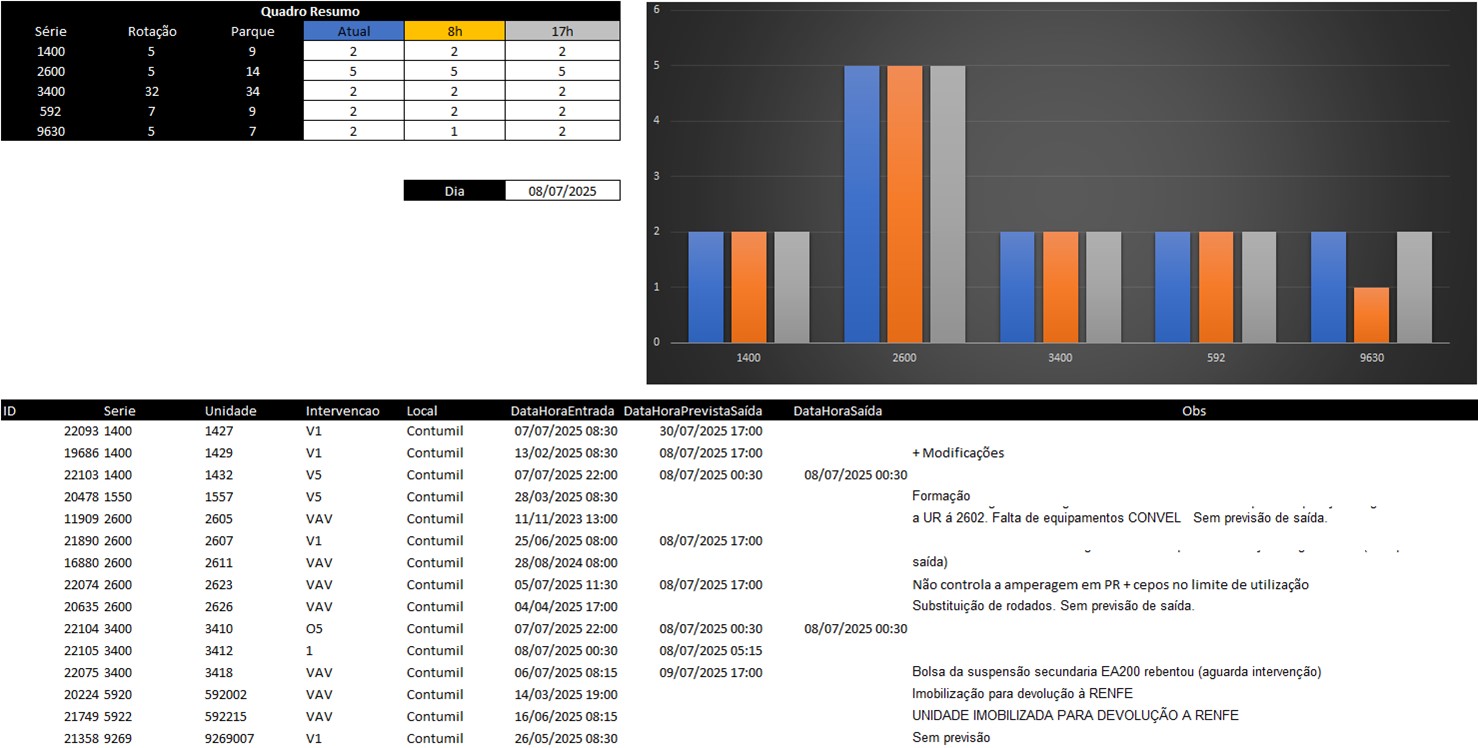 Quadro Resumo
Série Rotação Parque Atual 8h 17h
1400 5 9 2 2 2
2600 5 14 5 5 5
3400 32 34 2 2 2
592 7 9 2 2 2
9630 5 7 2 1 2
Dia 08/07/2025
6
5
4
3
2
1
0
1400 2600 3400 592 9630
ID Serie Unidade Intervencao Local DataHoraEntrada DataHoraPrevistaSaída DataHoraSaída Obs
22093 1400 1427 V1 Contumil 07/07/2025 08:30 30/07/2025 17:00
19686 1400 1429 V1 Contumil 13/02/2025 08:30 08/07/2025 17:00 + Modificações
22103 1400 1432 V5 Contumil 07/07/2025 22:00 08/07/2025 00:30 08/07/2025 00:30
20478 1550 1557 V5 Contumil 28/03/2025 08:30 Formação
11909 2600 2605 VAV Contumil 11/11/2023 13:00 a UR á 2602. Falta de equipamentos CONVEL Sem previsão de saída.
21890 2600 2607 V1 Contumil 25/06/2025 08:00 08/07/2025 17:00
16880 2600 2611 VAV Contumil 28/08/2024 08:00 saída)
22074 2600 2623 VAV Contumil 05/07/2025 11:30 08/07/2025 17:00 Não controla a amperagem em PR + cepos no limite de utilização
20635 2600 2626 VAV Contumil 04/04/2025 17:00 Substituição de rodados. Sem previsão de saída.
22104 3400 3410 O5 Contumil 07/07/2025 22:00 08/07/2025 00:30 08/07/2025 00:30
22105 3400 3412 1 Contumil 08/07/2025 00:30 08/07/2025 05:15
22075 3400 3418 VAV Contumil 06/07/2025 08:15 09/07/2025 17:00 Bolsa da suspensão secundaria EA200 rebentou (aguarda intervenção)
20224 5920 592002 VAV Contumil 14/03/2025 19:00 Imobilização para devolução à RENFE
21749 5922 592215 VAV Contumil 16/06/2025 08:15 UNIDADE IMOBILIZADA PARA DEVOLUÇÃO A RENFE
21358 9269 9269007 V1 Contumil 26/05/2025 08:30 Sem previsão